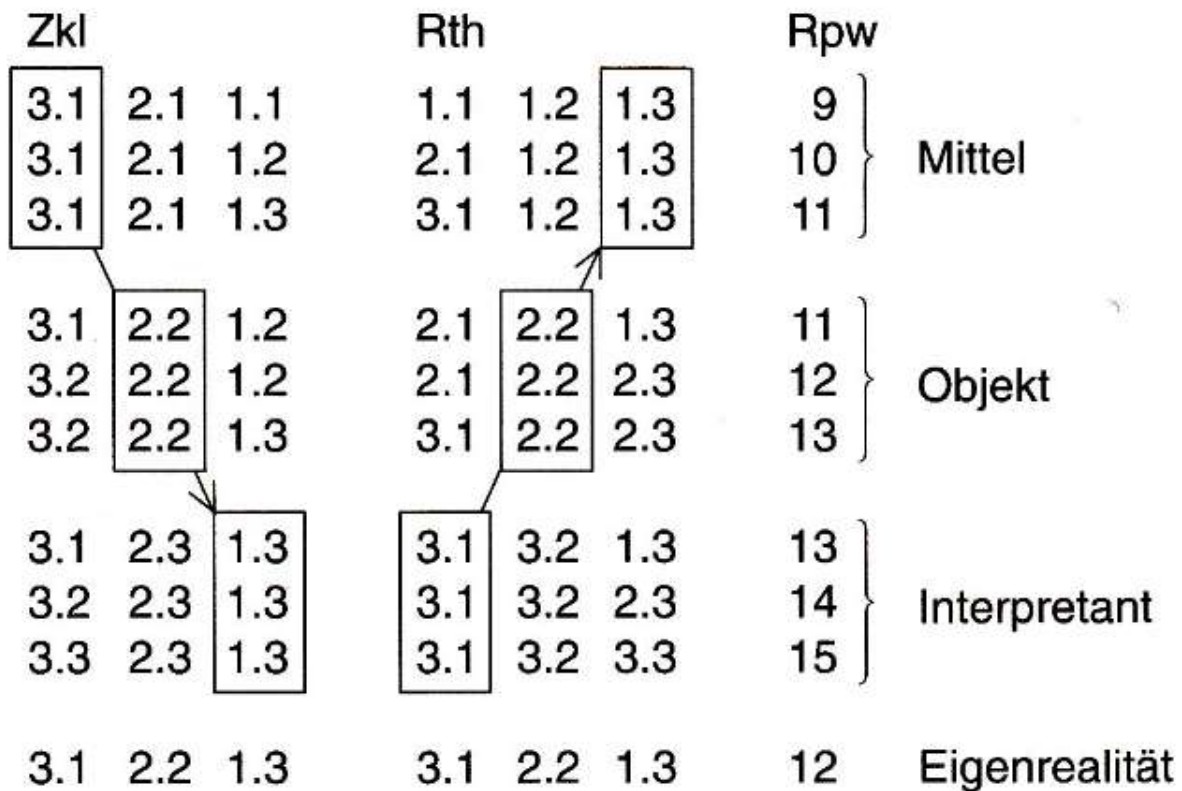 Zkl Rth Rpw
3.1 2.1 1.1 1.1 1.2 1.3 9
3.1 2.1 1.2 2.1 1.2 1.3 10 Mittel
3.1 2.1 1.3 3.1 1.2 1.3 11
3.1 2.2 1.2 2.1 2.2 1.3 11
3.2 2.2 1.2 2.1 2.2 2.3 12 Objekt
3.2 2.2 1.3 3.1 2.2 2.3 13
3.1 2.3 1.3 3.1 3.2 1.3 13
3.2 2.3 1.3 3.1 3.2 2.3 14 Interpretant
3.3 2.3 1.3 3.1 3.2 3.3 15
3.1 2.2 1.3 3.1 2.2 1.3 12 Eigenrealität